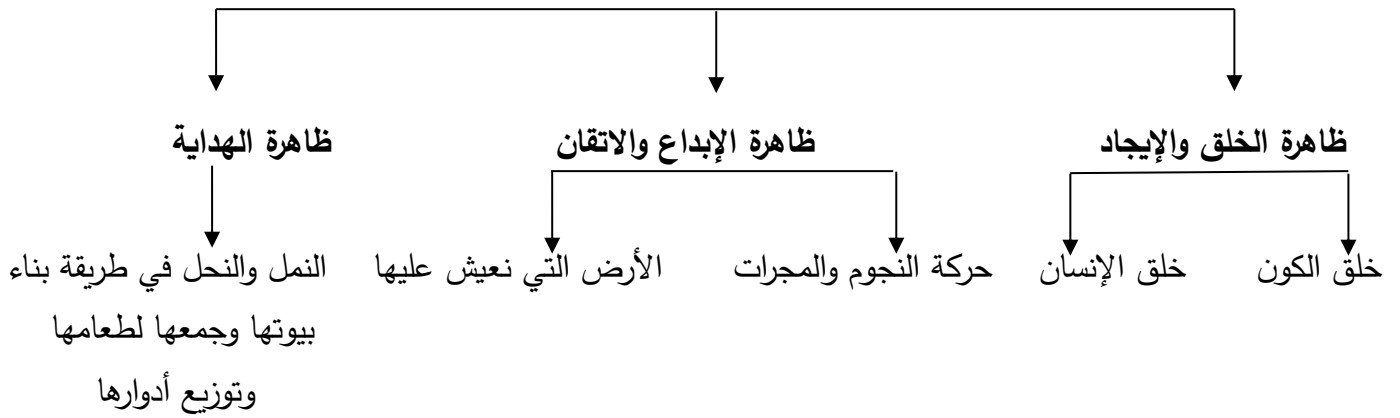 ظاهرة الخلق والإيجاد
ظاهرة الإبداع والاتقان
ظاهرة الهداية
خلق الكون
خلق الإنسان
حركة النجوم والمجرات
الأرض التي نعيش عليها
النمل والنحل في طريقة بناء
بيوتها وجمعها لطعامها
وتوزيع أدوارها